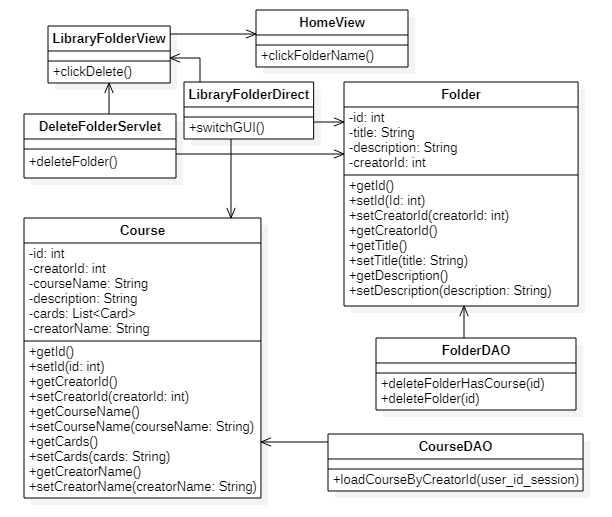 HomeView
+clickFolderName()
LibraryFolderView
+clickDelete()
LibraryFolderDirect
+switchGUI()
DeleteFolderServlet
+deleteFolder()
Folder
-id: int
-title: String
-description: String
-creatorId: int
+getId()
+setId(Id: int)
+setCreatorId(creatorId: int)
+getCreatorId()
+getTitle()
+setTitle(title: String)
+getDescription()
+setDescription(description: String)
Course
-id: int
-creatorId: int
-courseName: String
-description: String
-cards: List<Card>
-creatorName: String
+getId()
+setId(id: int)
+getCreatorId()
+setCreatorId(creatorId: int)
+getCourseName()
+setCourseName(courseName: String)
+getCards()
+setCards(cards: String)
+getCreatorName()
+setCreatorName(creatorName: String)
FolderDAO
+deleteFolderHasCourse(id)
+deleteFolder(id)
CourseDAO
+loadCourseByCreatorId(user_id_session)